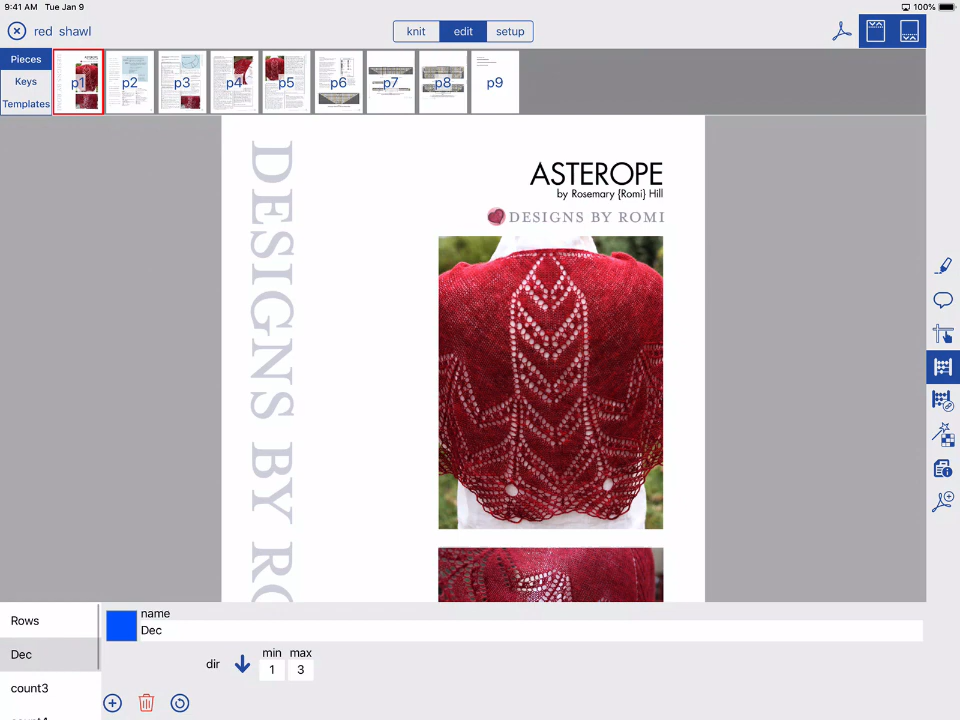 9:41 AM Tue Jan 9
100%
red shawl
knit edit setup
Pieces
Keys
Templates
p1 p2 p3 p4 p5 p6 p7 p8 p9
DESIGNS BY
ASTEROPE
by Rosemary {Romi} Hill
DESIGNS BY ROMI
Rows
Dec
count3
name
Dec
dir
min max
1 3